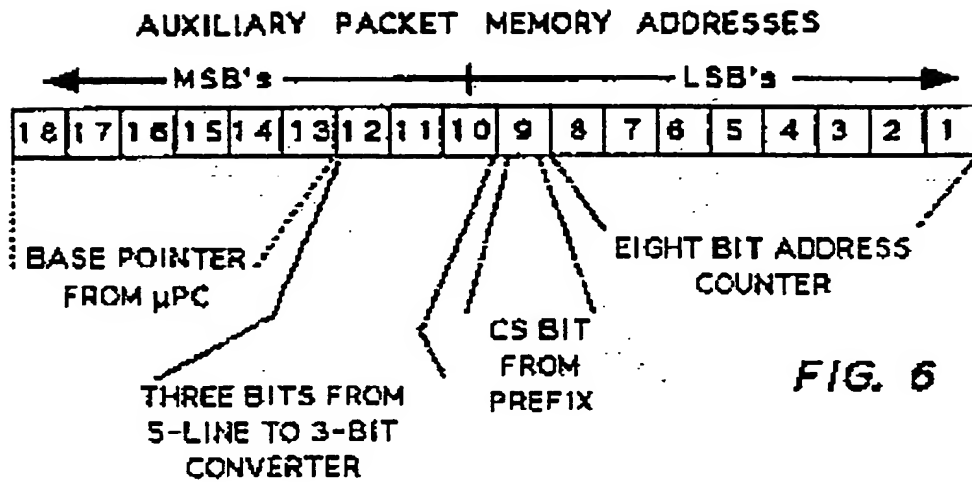 AUXILIARY PACKET MEMORY ADDRESSES
MSB's LSB's
18 17 16 15 14 13 12 11 10 9 8 7 6 5 4 3 2 1
BASE POINTER
FROM µPC
EIGHT BIT ADDRESS
COUNTER
CS BIT
FROM
PREFIX
THREE BITS FROM
5-LINE TO 3-BIT
CONVERTER
FIG. 6